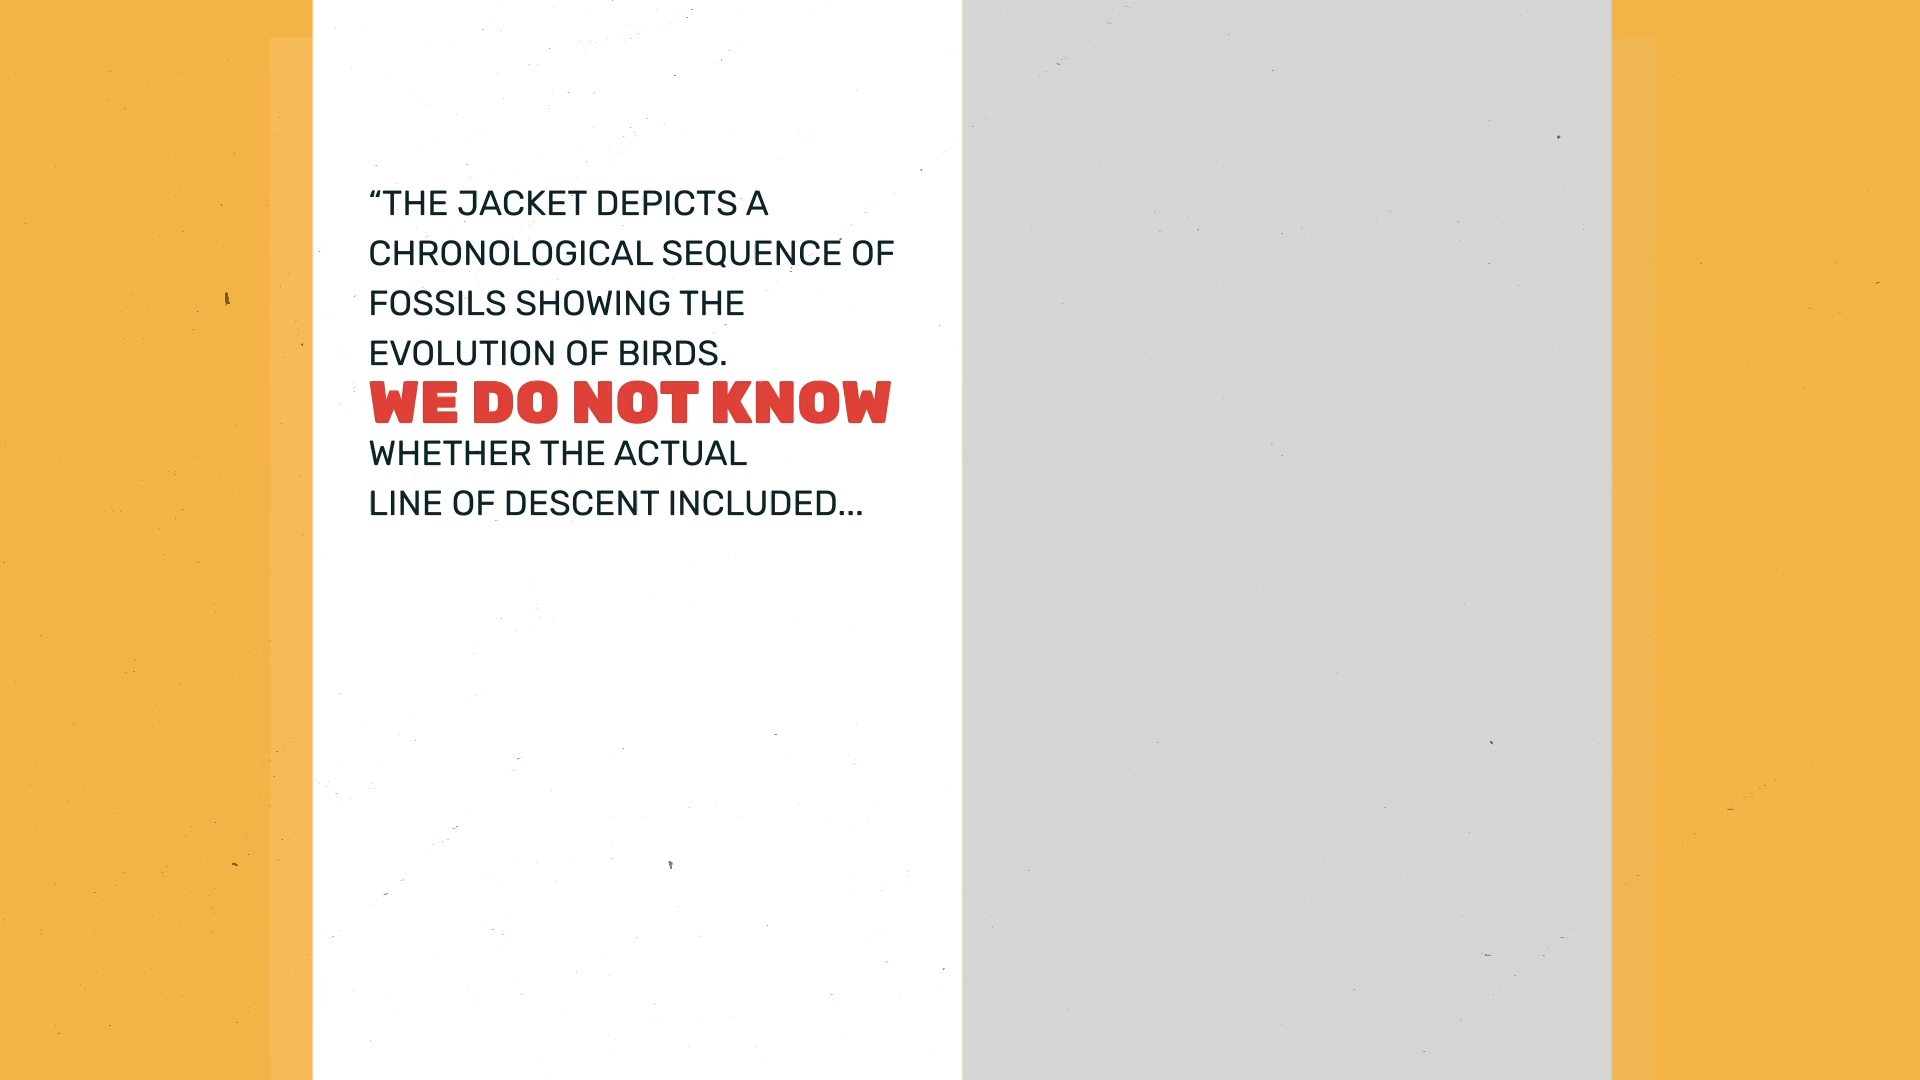 “THE JACKET DEPICTS A
CHRONOLOGICAL SEQUENCE OF
FOSSILS SHOWING THE
EVOLUTION OF BIRDS.
WE DO NOT KNOW
WHETHER THE ACTUAL
LINE OF DESCENT INCLUDED...